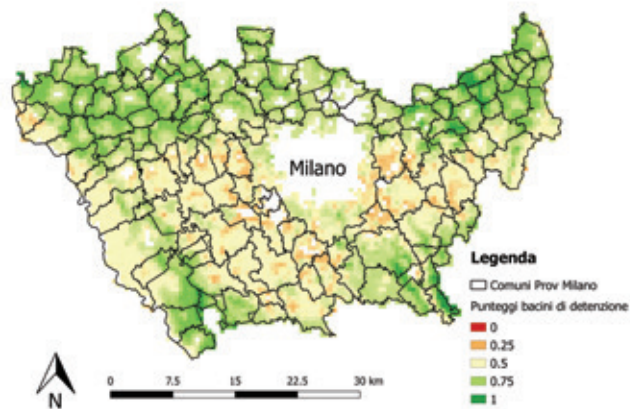 Milano
Legenda
Comuni Prov Milano
Punteggi bacini di detenzione
0
0.25
0.5
0.75
1
N
0 7.5 15 22.5 30 km